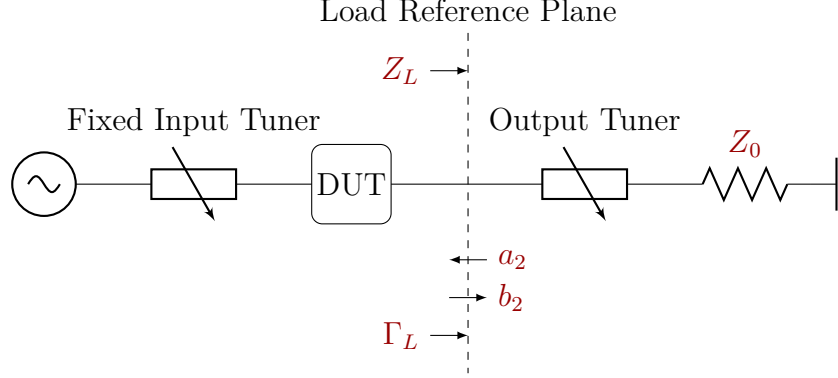 Load Reference Plane
Z_L
Fixed Input Tuner
Output Tuner
Z_0
DUT
a_2
b_2
Γ_L